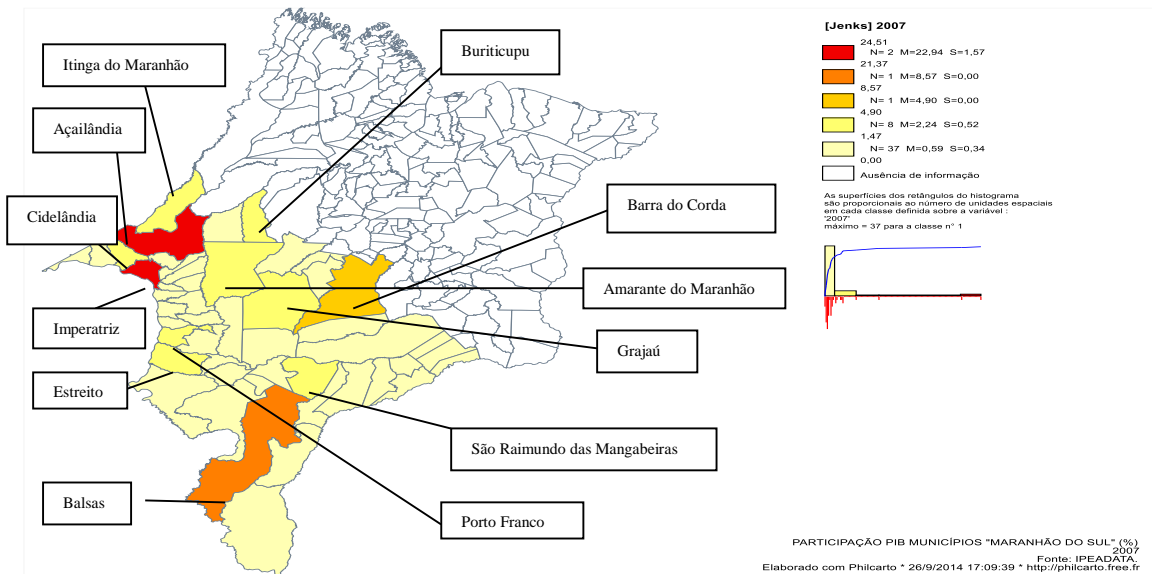 Itinga do Maranhão
Buriticupu
Açailândia
Cidelândia
Barra do Corda
Amarante do Maranhão
Imperatriz
Grajaú
Estreito
São Raimundo das Mangabeiras
Balsas
Porto Franco
[Jenks] 2007
24,51
N= 2 M=22,94 S=1,57
21,37
N= 1 M=8,57 S=0,00
8,57
N= 1 M=4,90 S=0,00
4,90
N= 8 M=2,24 S=0,52
1,47
N= 37 M=0,59 S=0,34
0,00
Ausência de informação
As superfícies dos retângulos do histograma
são proporcionais ao número de unidades espaciais
em cada classe definida sobre a variável :
'2007'
máximo = 37 para a classe n° 1
PARTICIPAÇÃO PIB MUNICÍPIOS "MARANHÃO DO SUL" (%)
2007
Fonte: IPEADATA.
Elaborado com Philcarto * 26/9/2014 17:09:39 * http://philcarto.free.fr